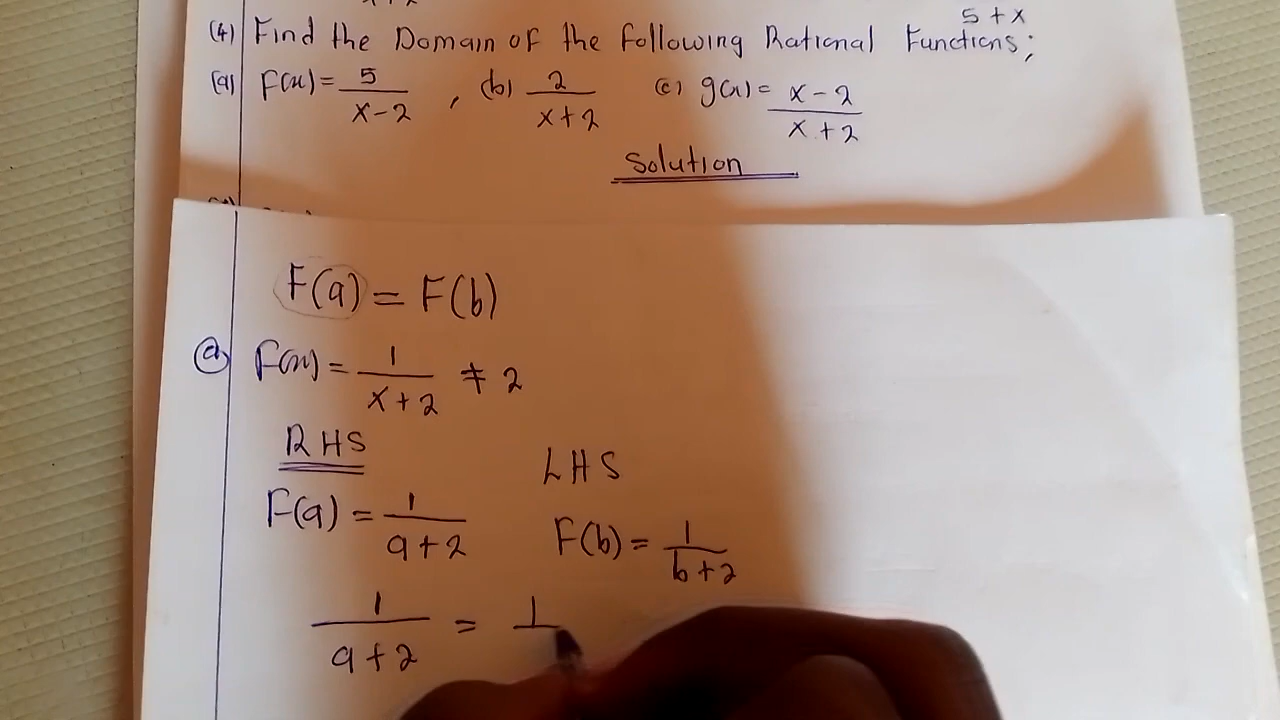 5 + x
(4) Find the Domain of the following Rational Functions;
(a) F(x) = 5/(x-2) , (b) 2/(x+2) (c) g(x) = (x-2)/(x+2)
Solution
F(a) = F(b)
(a) F(x) = 1/(x+2) ≠ 2
RHS LHS
F(a) = 1/(a+2) F(b) = 1/(b+2)
1/(a+2) = 1